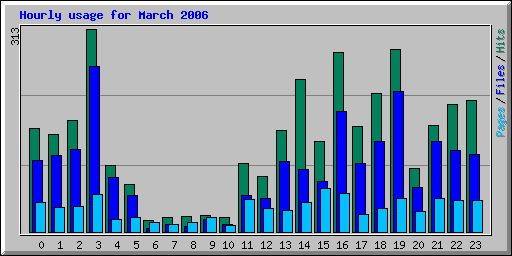 Hourly usage for March 2006
313
Pages / Files / Hits
0 1 2 3 4 5 6 7 8 9 10 11 12 13 14 15 16 17 18 19 20 21 22 23